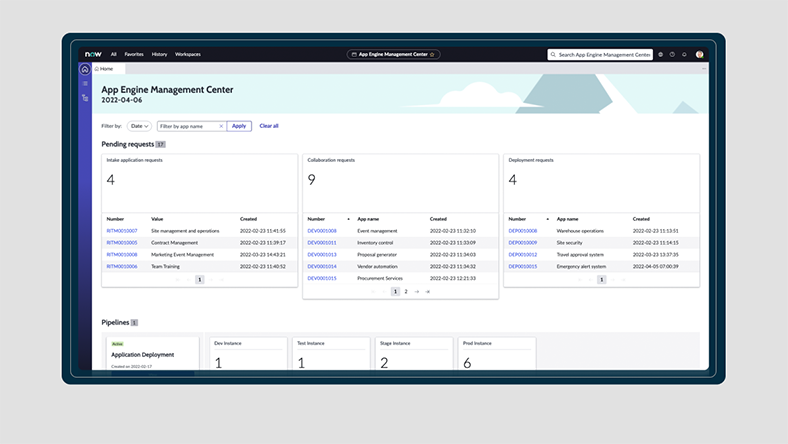 now All Favorites History Workspaces App Engine Management Center Search App Engine Management Center
Home
App Engine Management Center
2022-04-06
Filter by: Date Filter by app name Apply Clear all
Pending requests 17
Intake application requests
4
Number Value Created
RITM0010007 Site management and operations 2022-02-23 11:41:55
RITM0010005 Contract Management 2022-02-23 11:39:17
RITM0010008 Marketing Event Management 2022-02-23 14:43:21
RITM0010006 Team Training 2022-02-23 11:40:52
1
Collaboration requests
9
Number App name Created
DEV0001008 Event management 2022-02-23 11:32:10
DEV0001011 Inventory control 2022-02-23 11:33:09
DEV0001013 Proposal generator 2022-02-23 11:34:03
DEV0001014 Vendor automation 2022-02-23 11:34:32
DEV0001015 Procurement Services 2022-02-23 12:21:33
1 2
Deployment requests
4
Number App name Created
DEP0010008 Warehouse operations 2022-02-23 11:13:51
DEP0010009 Site security 2022-02-23 11:14:15
DEP0010012 Travel approval system 2022-02-23 13:37:35
DEP0010015 Emergency alert system 2022-04-05 07:00:39
1
Pipelines 1
Active
Application Deployment
Created on 2022-02-17
Dev Instance
1
Test Instance
1
Stage Instance
2
Prod Instance
6